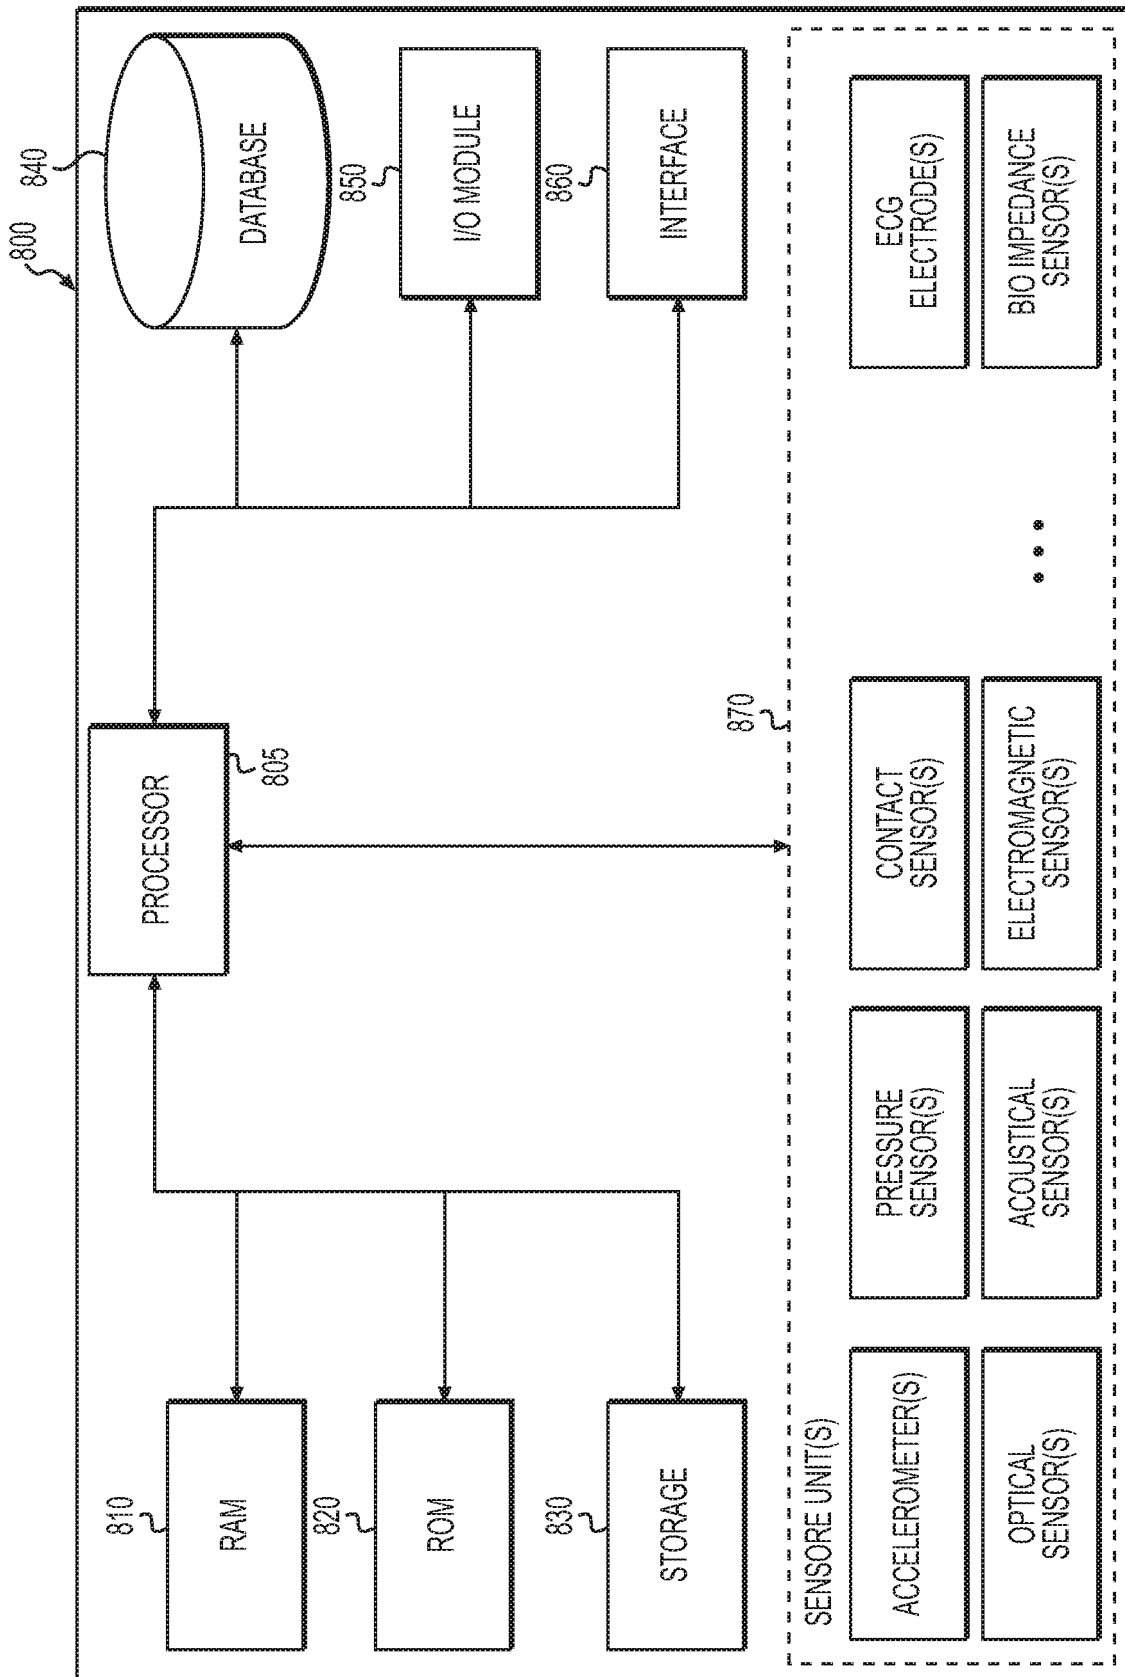 800
810
RAM
820
ROM
830
STORAGE
PROCESSOR
805
840
DATABASE
850
I/O MODULE
860
INTERFACE
870
SENSORE UNIT(S)
ACCELEROMETER(S)
PRESSURE
SENSOR(S)
CONTACT
SENSOR(S)
ECG
ELECTRODE(S)
OPTICAL
SENSOR(S)
ACOUSTICAL
SENSOR(S)
ELECTROMAGNETIC
SENSOR(S)
BIO IMPEDANCE
SENSOR(S)